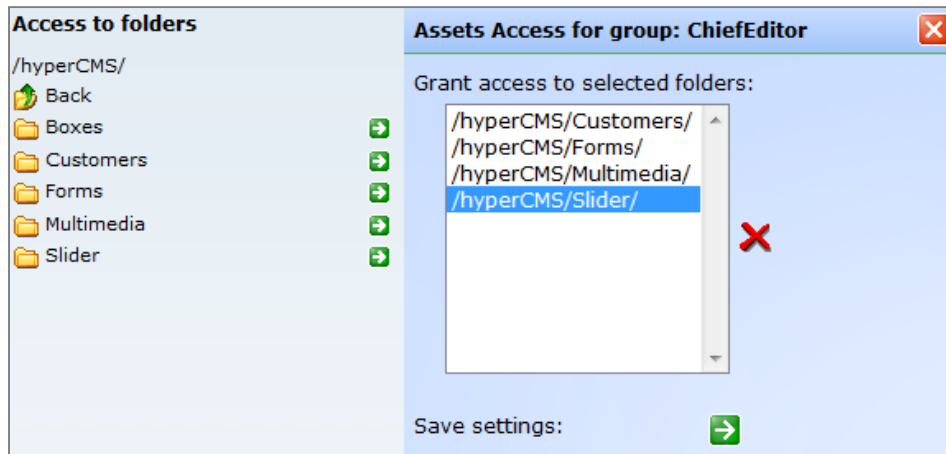 Access to folders
/hyperCMS/
Back
Boxes
Customers
Forms
Multimedia
Slider
Assets Access for group: ChiefEditor
Grant access to selected folders:
/hyperCMS/Customers/
/hyperCMS/Forms/
/hyperCMS/Multimedia/
/hyperCMS/Slider/
Save settings: